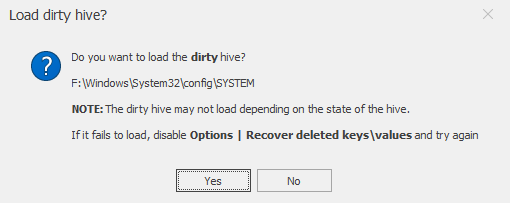 Load dirty hive?
Do you want to load the dirty hive?
F:\Windows\System32\config\SYSTEM
NOTE: The dirty hive may not load depending on the state of the hive.
If it fails to load, disable Options | Recover deleted keys\values and try again
Yes No